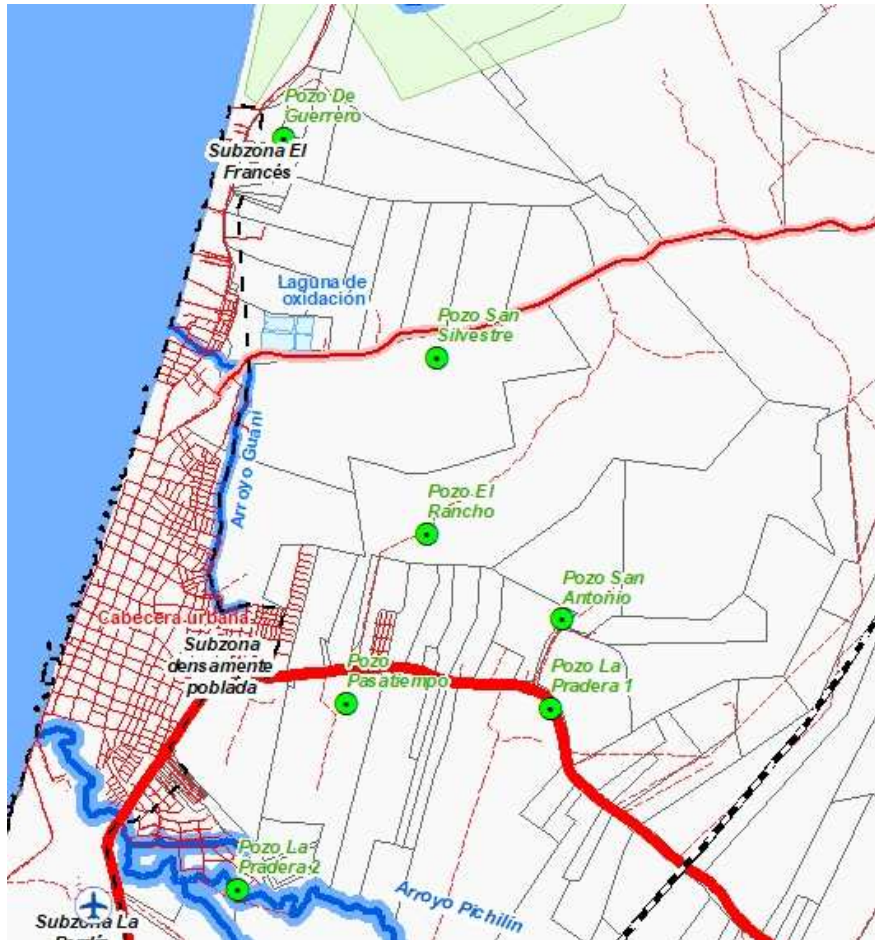 Pozo De
Guerrero
Subzona El
Francés
Laguna de
oxidación
Pozo San
Silvestre
Arroyo Guani
Pozo El
Rancho
Pozo San
Antonio
Cabecera urbana
Subzona
densamente
poblada
Pozo
Pasatiempo
Pozo La
Pradera 1
Pozo La
Pradera 2
Arroyo Pichilín
Subzona La